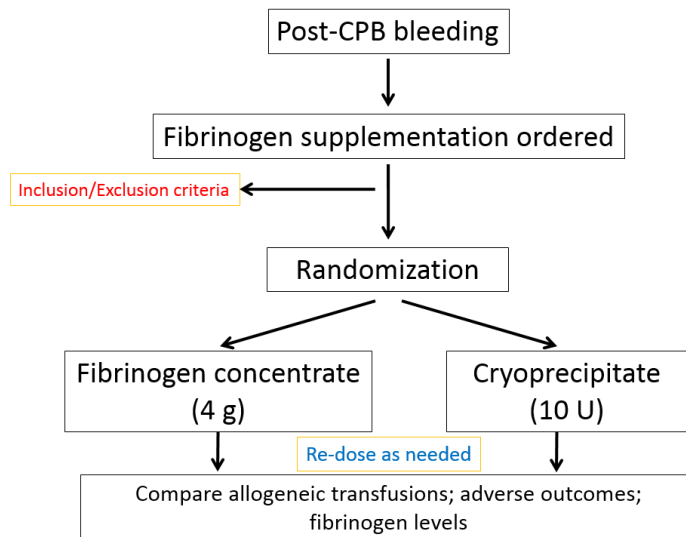 Post-CPB bleeding
Fibrinogen supplementation ordered
Inclusion/Exclusion criteria
Randomization
Fibrinogen concentrate
(4 g)
Cryoprecipitate
(10 U)
Re-dose as needed
Compare allogeneic transfusions; adverse outcomes;
fibrinogen levels